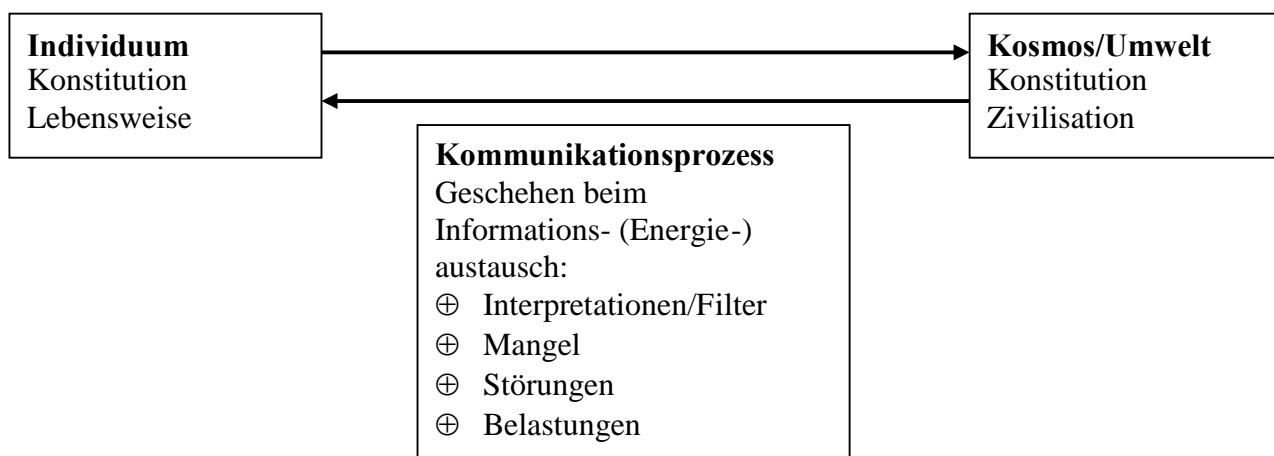 Individuum
Konstitution
Lebensweise
Kosmos/Umwelt
Konstitution
Zivilisation
Kommunikationsprozess
Geschehen beim
Informations- (Energie-)
austausch:
⊕ Interpretationen/Filter
⊕ Mangel
⊕ Störungen
⊕ Belastungen